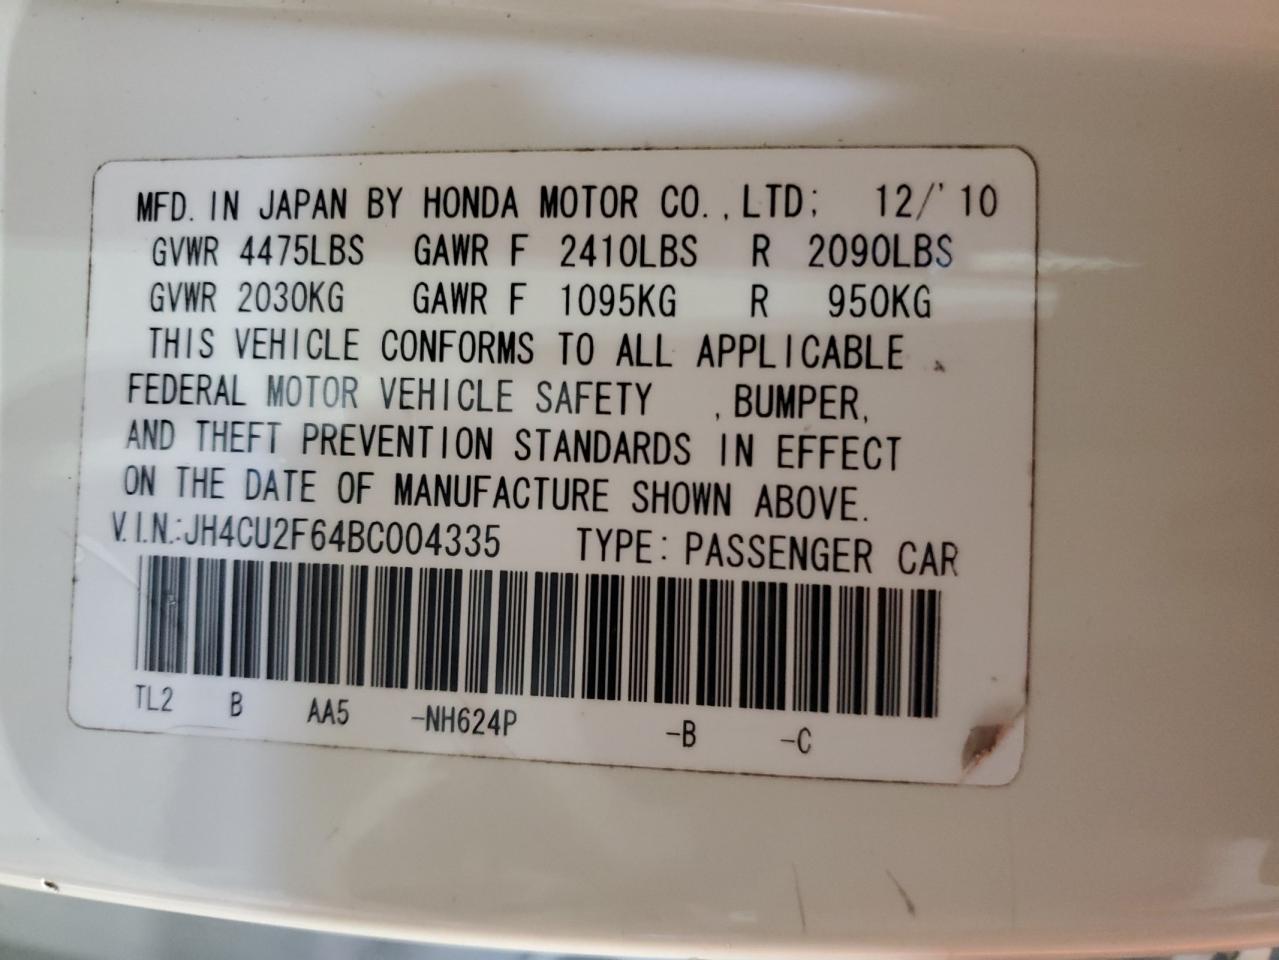 MFD. IN JAPAN BY HONDA MOTOR CO., LTD; 12/'10
GVWR 4475LBS GAWR F 2410LBS R 2090LBS
GVWR 2030KG GAWR F 1095KG R 950KG
THIS VEHICLE CONFORMS TO ALL APPLICABLE
FEDERAL MOTOR VEHICLE SAFETY , BUMPER,
AND THEFT PREVENTION STANDARDS IN EFFECT
ON THE DATE OF MANUFACTURE SHOWN ABOVE.
V.I.N.:JH4CU2F64BC004335 TYPE: PASSENGER CAR
TL2 B AA5 -NH624P -B -C